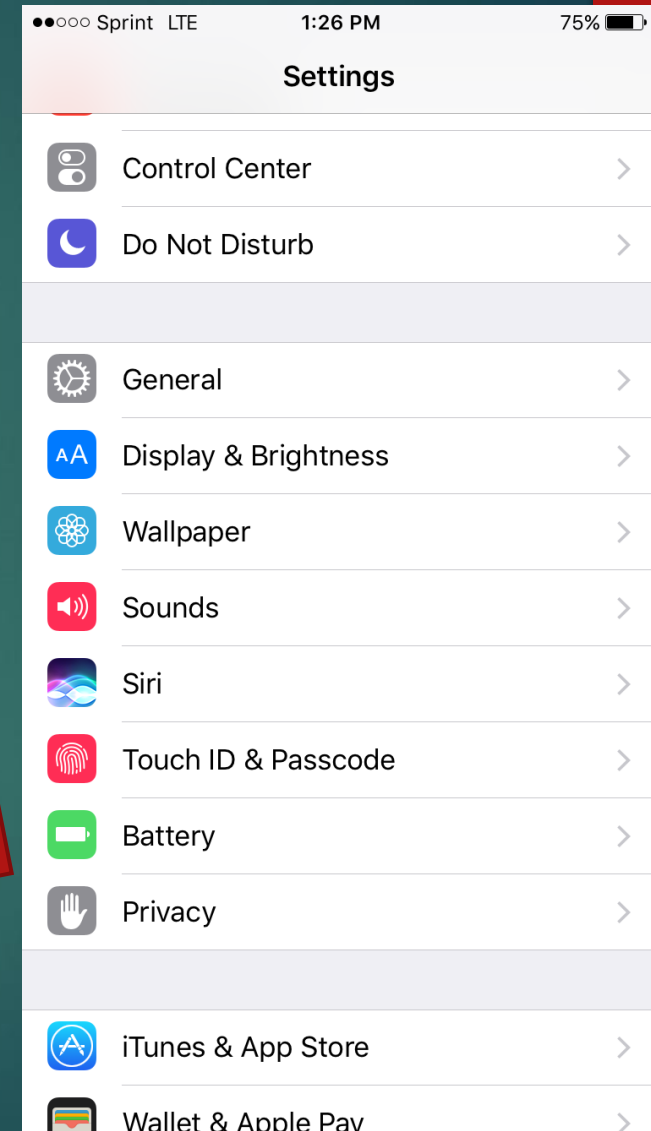 Sprint LTE 1:26 PM 75%
Settings
Control Center
Do Not Disturb
General
AA Display & Brightness
Wallpaper
Sounds
Siri
Touch ID & Passcode
Battery
Privacy
iTunes & App Store
Wallet & Apple Pay